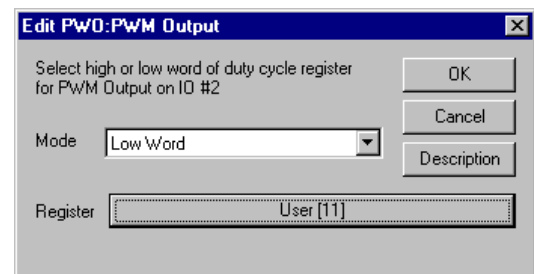 Edit PWO:PWM Output
Select high or low word of duty cycle register
for PWM Output on IO #2
OK
Cancel
Mode
Low Word
Description
Register
User [11]